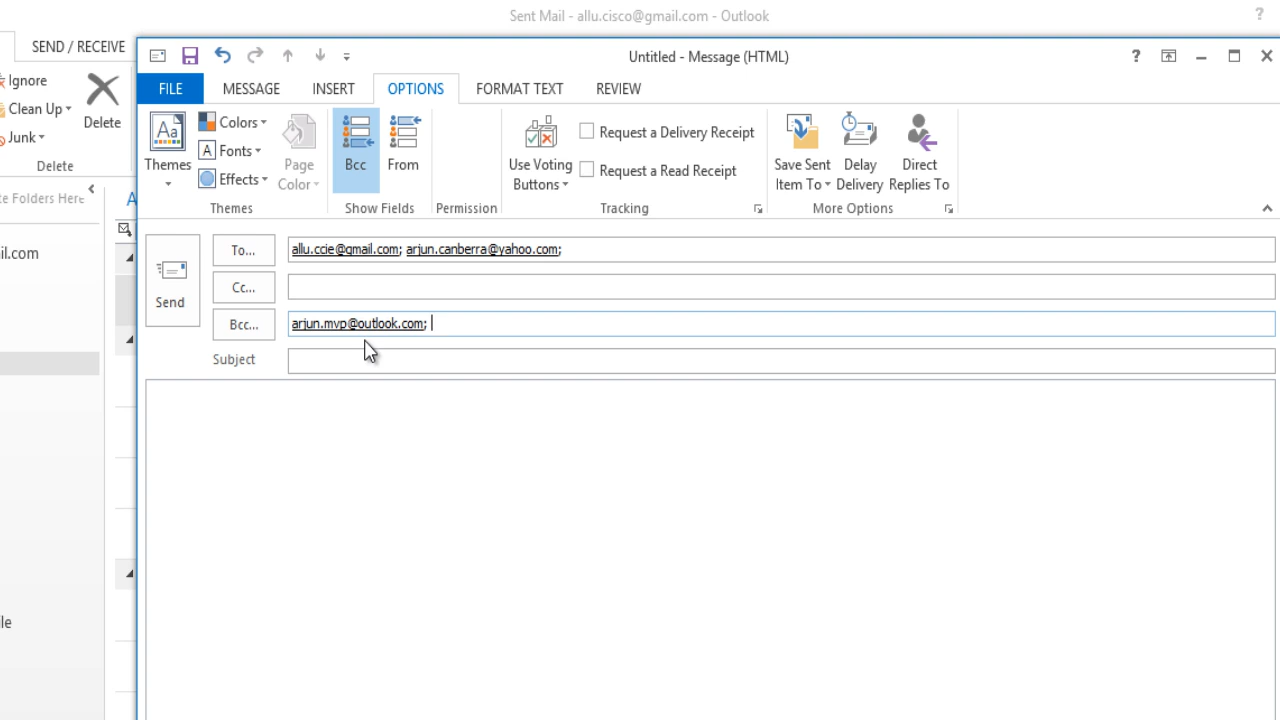 Sent Mail - allu.cisco@gmail.com - Outlook
?
SEND / RECEIVE
Untitled - Message (HTML)
?
Ignore
Clean Up
Junk
Delete
Delete
FILE
MESSAGE
INSERT
OPTIONS
FORMAT TEXT
REVIEW
Aa
Themes
Colors
A Fonts
Effects
Page
Color
Themes
Bcc
From
Show Fields
Permission
Use Voting
Buttons
Request a Delivery Receipt
Request a Read Receipt
Tracking
Save Sent
Item To
Delay
Delivery
Direct
Replies To
More Options
Folders Here
A
il.com
Send
To...
allu.ccie@gmail.com; arjun.canberra@yahoo.com;
Cc...
Bcc...
arjun.mvp@outlook.com;
Subject
le